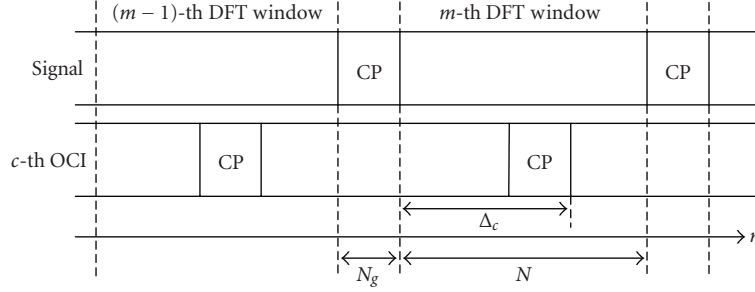 (m − 1)-th DFT window
m-th DFT window
Signal
CP
CP
c-th OCI
CP
CP
Δc
n
Ng
N